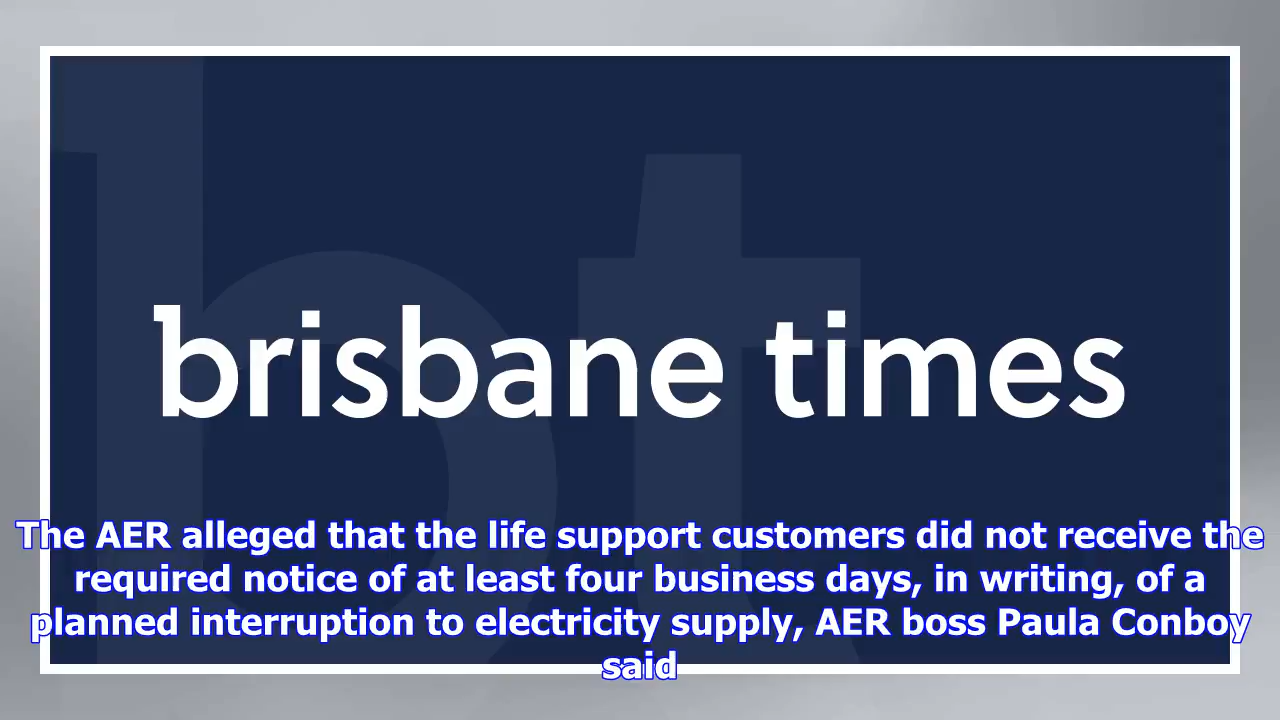 brisbane times
The AER alleged that the life support customers did not receive the
required notice of at least four business days, in writing, of a
planned interruption to electricity supply, AER boss Paula Conboy
said